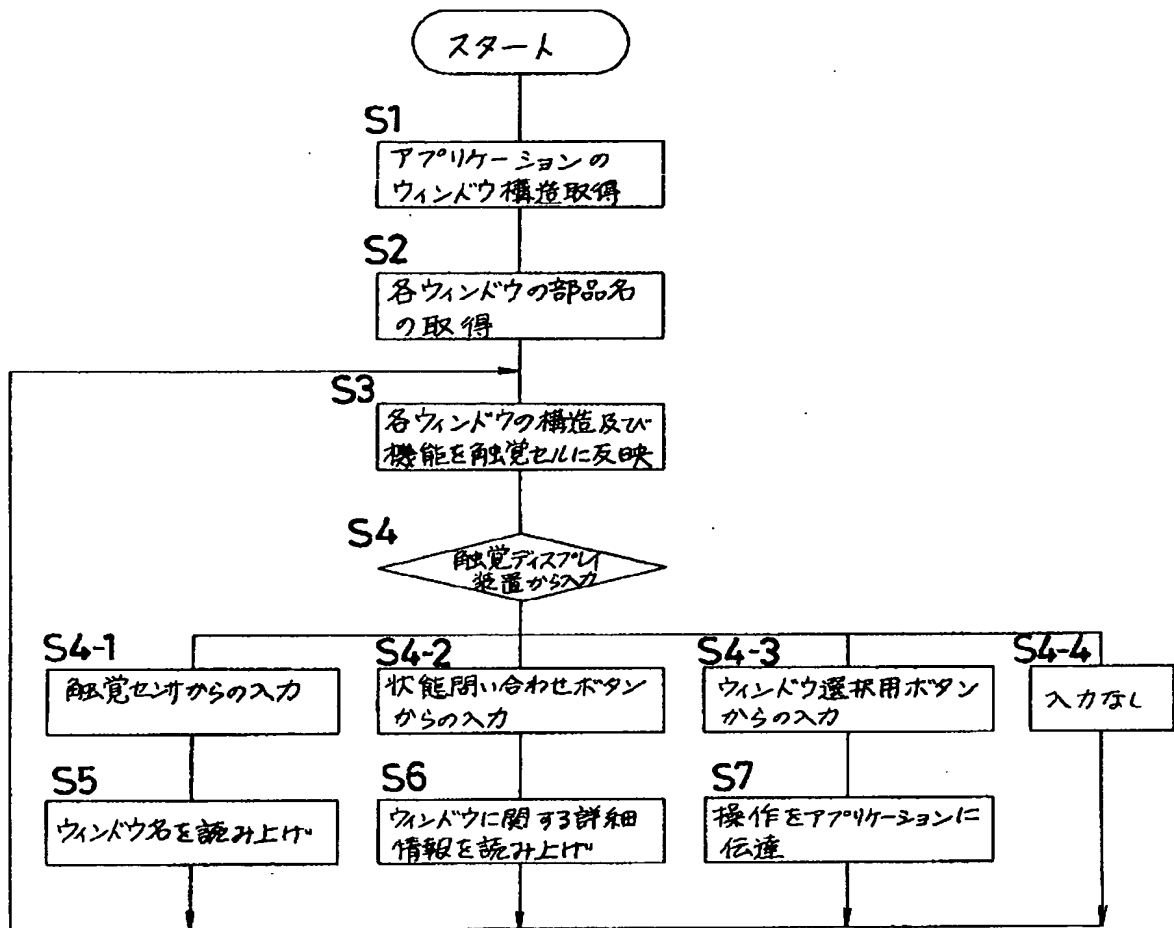 スタート
S1
アプリケーションの
ウィンドウ構造取得
S2
各ウィンドウの部品名
の取得
S3
各ウィンドウの構造及び
機能を触覚セルに反映
S4
触覚ディスプレイ
装置から入力
S4-1
触覚センサからの入力
S4-2
状態問い合わせボタン
からの入力
S4-3
ウィンドウ選択用ボタン
からの入力
S4-4
入力なし
S5
ウィンドウ名を読み上げ
S6
ウィンドウに関する詳細
情報を読み上げ
S7
操作をアプリケーションに
伝達